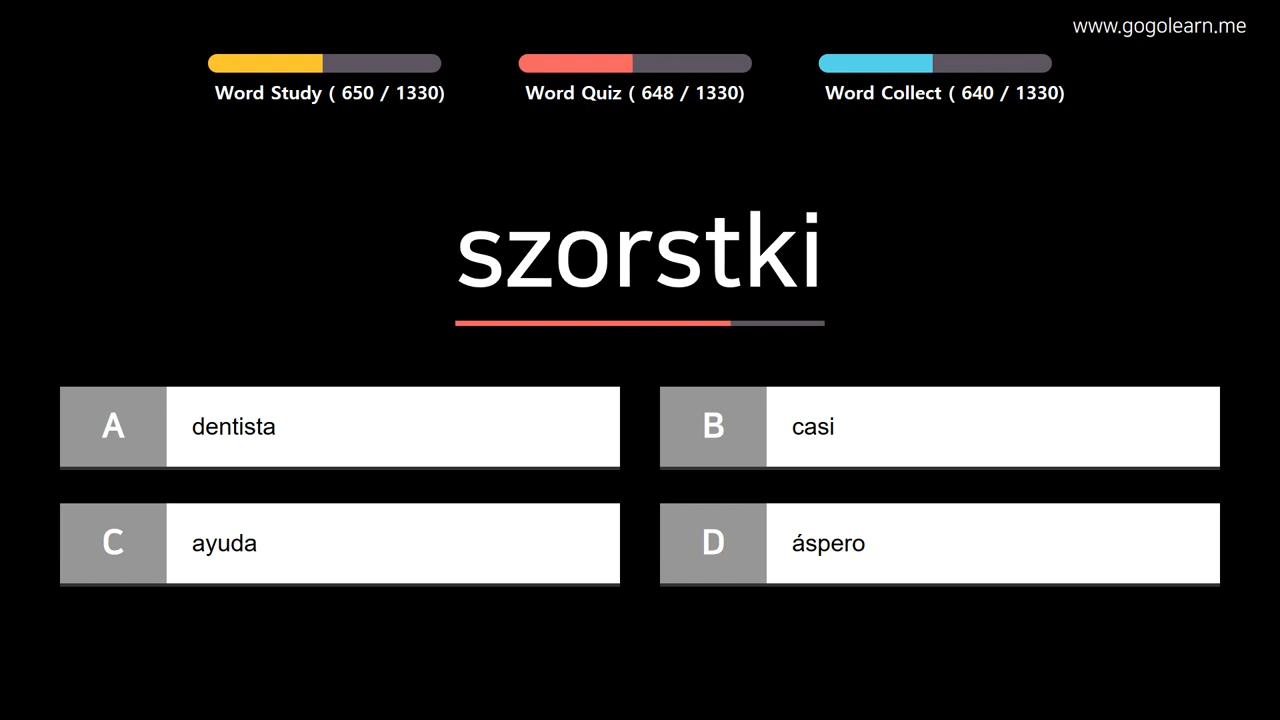 www.gogolearn.me
Word Study ( 650 / 1330)
Word Quiz ( 648 / 1330)
Word Collect ( 640 / 1330)
szorstki
A dentista
B casi
C ayuda
D áspero